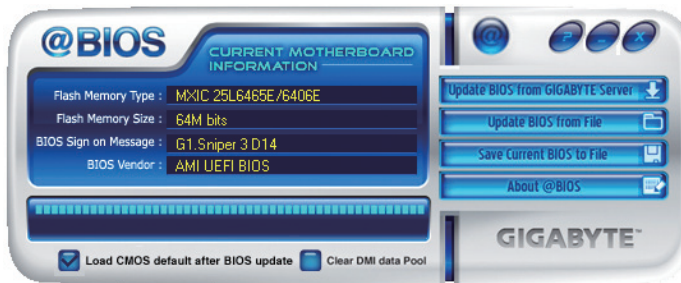 @BIOS
CURRENT MOTHERBOARD
INFORMATION
Flash Memory Type : MXIC 25L6465E/6406E
Flash Memory Size : 64M bits
BIOS Sign on Message : G1.Sniper 3 D14
BIOS Vendor : AMI UEFI BIOS
Load CMOS default after BIOS update
Clear DMI data Pool
@
? _ X
Update BIOS from GIGABYTE Server
Update BIOS from File
Save Current BIOS to File
About @BIOS
GIGABYTE™